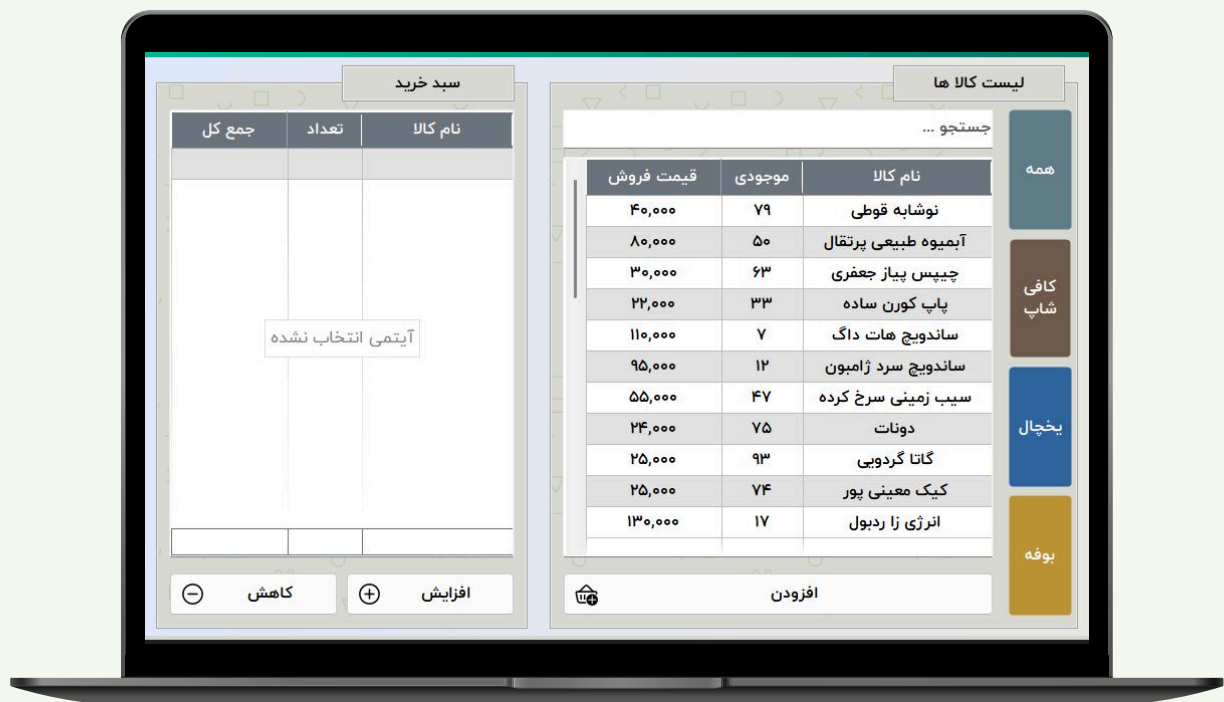 لیست کالا ها
جستجو ...
همه
کافی
شاپ
یخچال
بوفه
نام کالا موجودی قیمت فروش
نوشابه قوطی ۷۹ ۴۰,۰۰۰
آبمیوه طبیعی پرتقال ۵۰ ۸۰,۰۰۰
چیپس پیاز جعفری ۶۳ ۳۰,۰۰۰
پاپ کورن ساده ۳۳ ۲۲,۰۰۰
ساندویچ هات داگ ۷ ۱۱۰,۰۰۰
ساندویچ سرد ژامبون ۱۲ ۹۵,۰۰۰
سیب زمینی سرخ کرده ۴۷ ۵۵,۰۰۰
دونات ۷۵ ۲۴,۰۰۰
گاتا گردویی ۹۳ ۲۵,۰۰۰
کیک معینی پور ۷۴ ۲۵,۰۰۰
انرژی زا ردبول ۱۷ ۱۳۰,۰۰۰
افزودن
سبد خرید
نام کالا تعداد جمع کل
آیتمی انتخاب نشده
افزایش کاهش